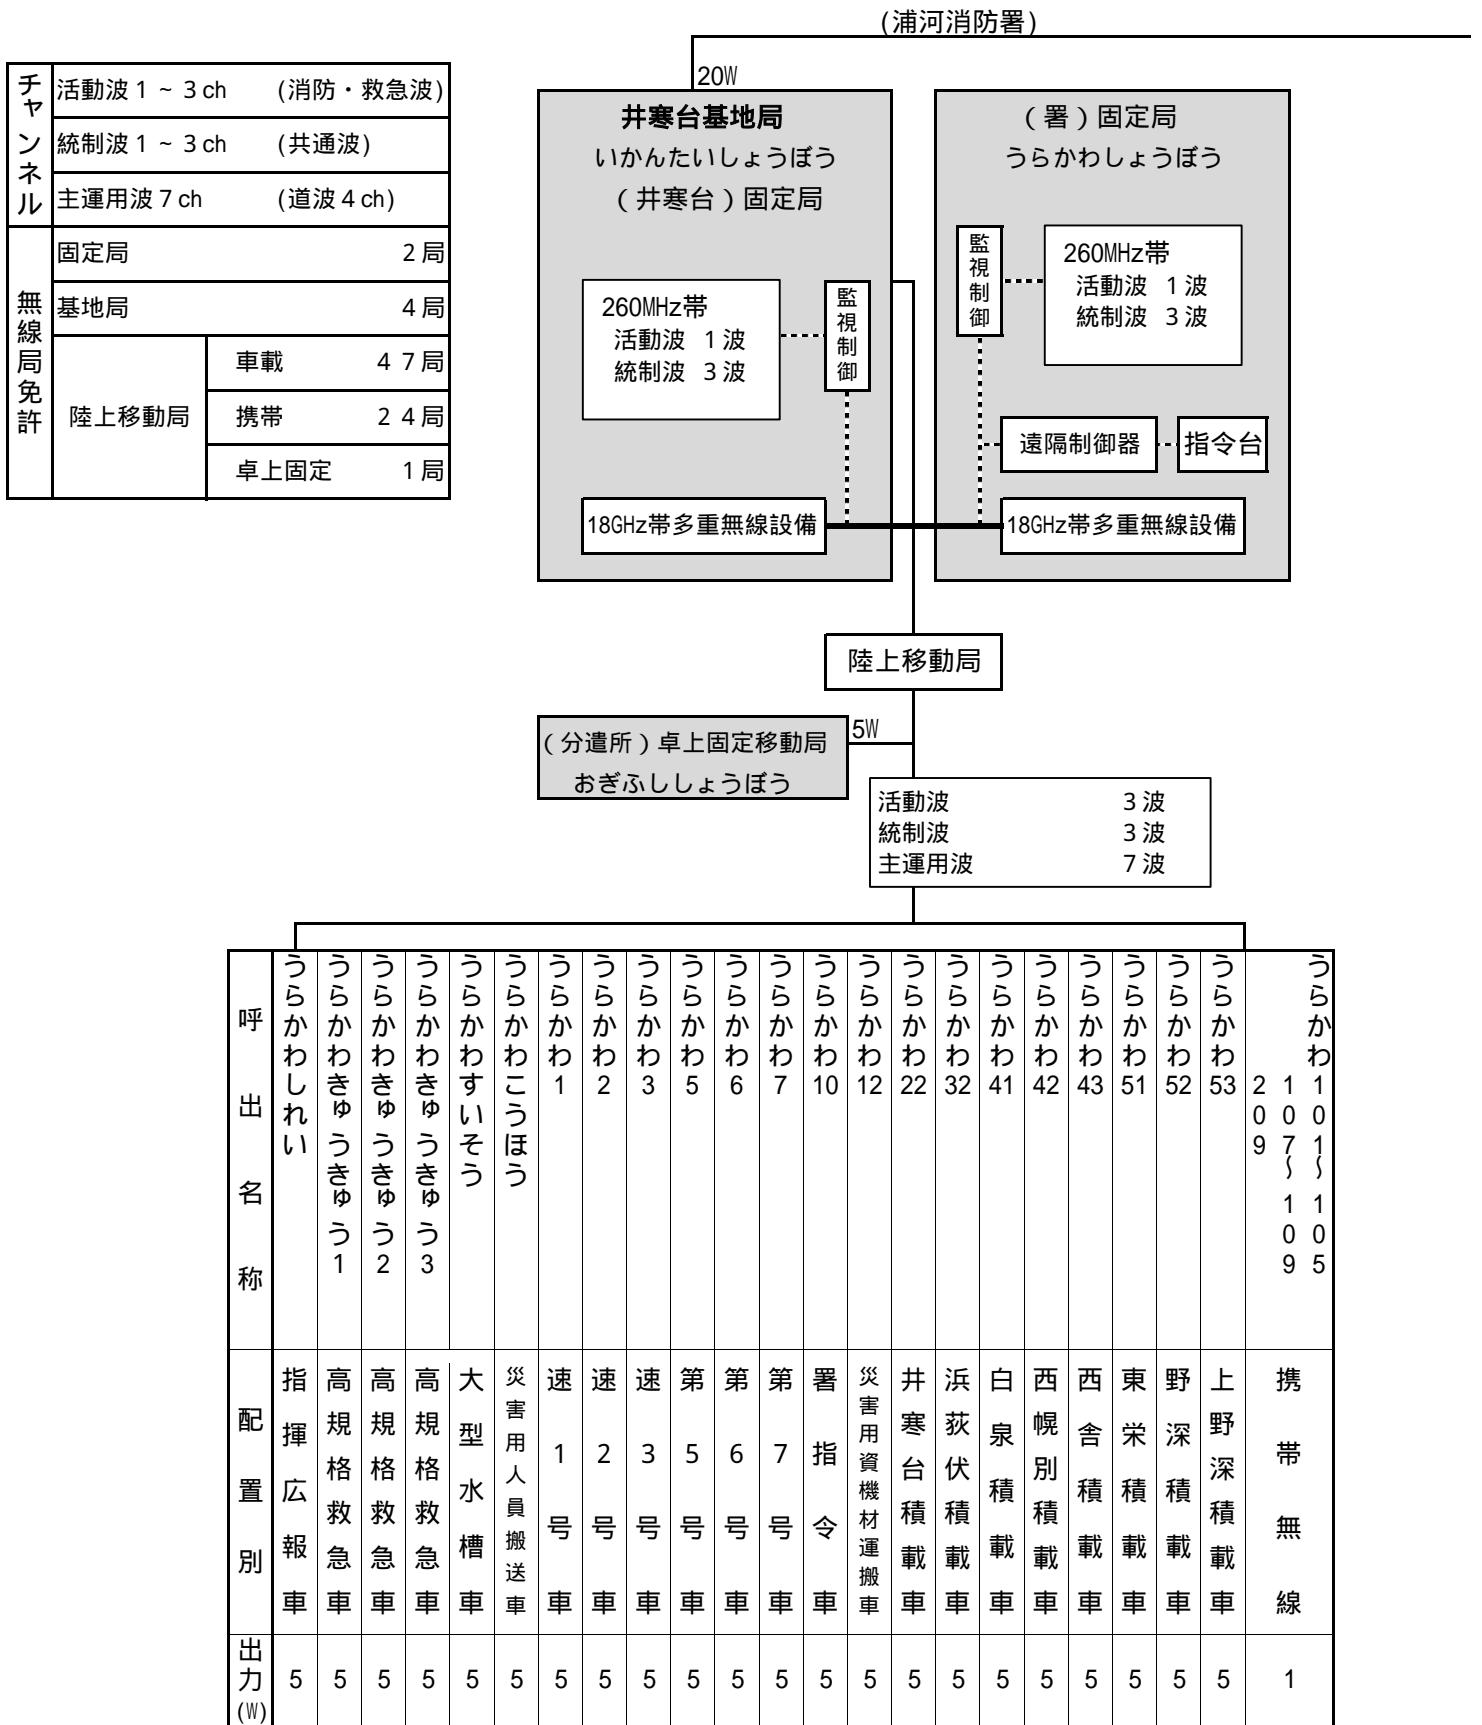 (浦河消防署)
20W
チャンネル
活動波1~3ch (消防・救急波)
統制波1~3ch (共通波)
主運用波7ch (道波4ch)
無線局免許
固定局 2局
基地局 4局
陸上移動局
車載 47局
携帯 24局
卓上固定 1局
井寒台基地局
いかんたいしょうぼう
(井寒台)固定局
260MHz帯
活動波 1波
統制波 3波
監視制御
18GHz帯多重無線設備
(署)固定局
うらかわしょうぼう
監視制御
260MHz帯
活動波 1波
統制波 3波
遠隔制御器
指令台
18GHz帯多重無線設備
陸上移動局
5W
(分遣所)卓上固定移動局
おぎふししょうぼう
活動波 3波
統制波 3波
主運用波 7波
呼出名称
うらかわしれい
うらかわきゅうきゅう1
うらかわきゅうきゅう2
うらかわきゅうきゅう3
うらかわすいそう
うらかわこうほう
うらかわ1
うらかわ2
うらかわ3
うらかわ5
うらかわ6
うらかわ7
うらかわ10
うらかわ12
うらかわ22
うらかわ32
うらかわ41
うらかわ42
うらかわ43
うらかわ51
うらかわ52
うらかわ53
うらかわ101~105
107~109
209
配置別
指揮広報車
高規格救急車
高規格救急車
高規格救急車
大型水槽車
災害用人員搬送車
速1号車
速2号車
速3号車
第5号車
第6号車
第7号車
署指令車
災害用資機材運搬車
井寒台積載車
浜荻伏積載車
白泉積載車
西幌別積載車
西舎積載車
東栄積載車
野深積載車
上野深積載車
携帯無線
出力(W)
5 5 5 5 5 5 5 5 5 5 5 5 5 5 5 5 5 5 5 5 5 5 1